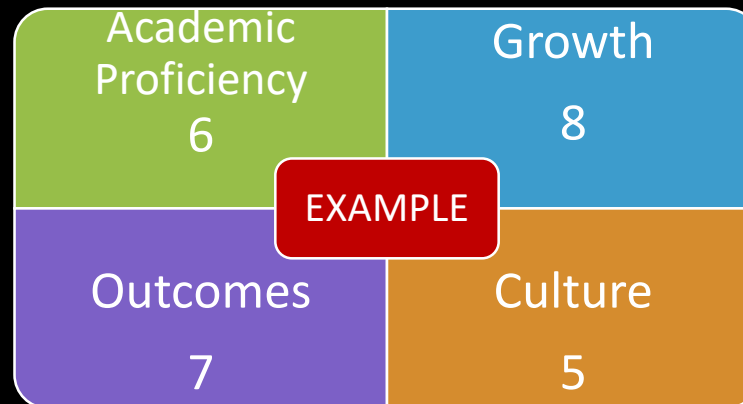 Academic
Proficiency
6
Growth
8
EXAMPLE
Outcomes
7
Culture
5